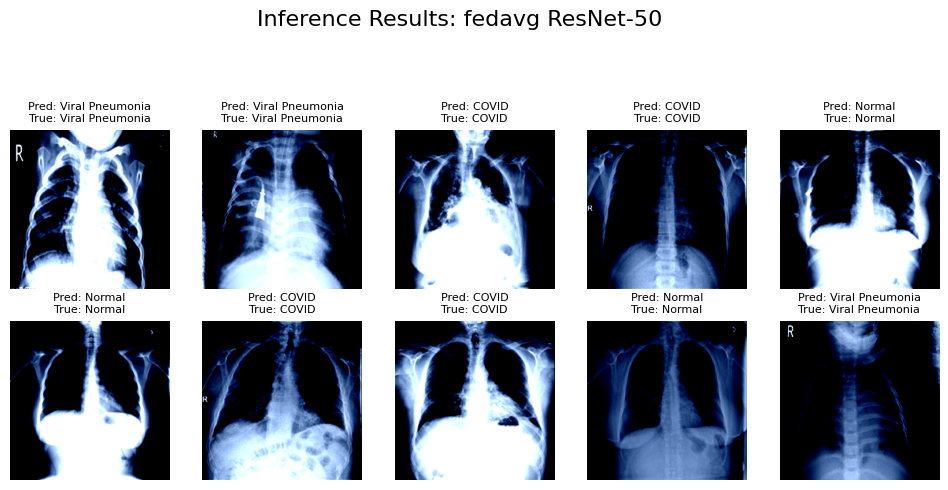 Inference Results: fedavg ResNet-50
Pred: Viral Pneumonia
True: Viral Pneumonia
Pred: Viral Pneumonia
True: Viral Pneumonia
Pred: COVID
True: COVID
Pred: COVID
True: COVID
Pred: Normal
True: Normal
R
R
R
Pred: Normal
True: Normal
Pred: COVID
True: COVID
Pred: COVID
True: COVID
Pred: Normal
True: Normal
Pred: Viral Pneumonia
True: Viral Pneumonia
R
R